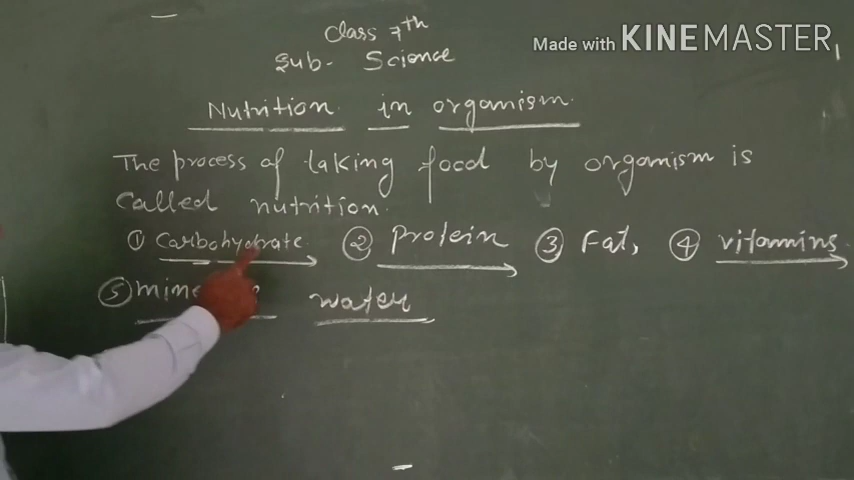 Class 7th
Made with KINEMASTER
Sub- Science
Nutrition in organism.
The process of taking food by organism is
called nutrition.
① Carbohydrate. ② Protein ③ Fat, ④ vitamins.
⑤ water